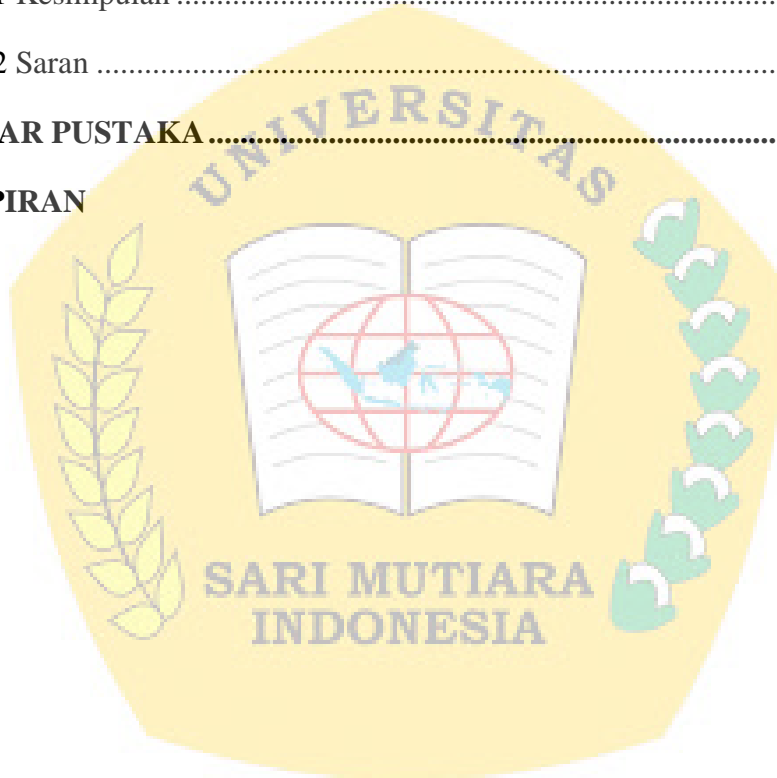 Kesimpulan ........................................................................
2 Saran ....................................................................................
AR PUSTAKA ........................................................................
PIRAN
UNIVERSITAS
SARI MUTIARA
INDONESIA